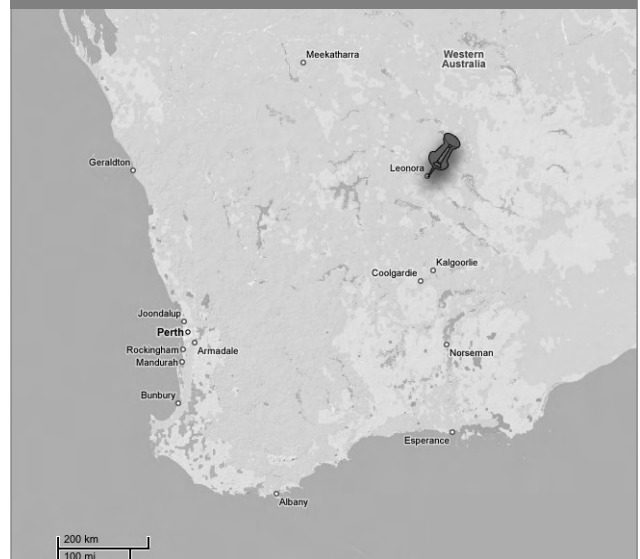 Meekatharra
Western
Australia
Geraldton
Leonora
Kalgoorlie
Coolgardie
Joondalup
Perth
Rockingham
Armadale
Mandurah
Norseman
Bunbury
Esperance
Albany
200 km
100 mi